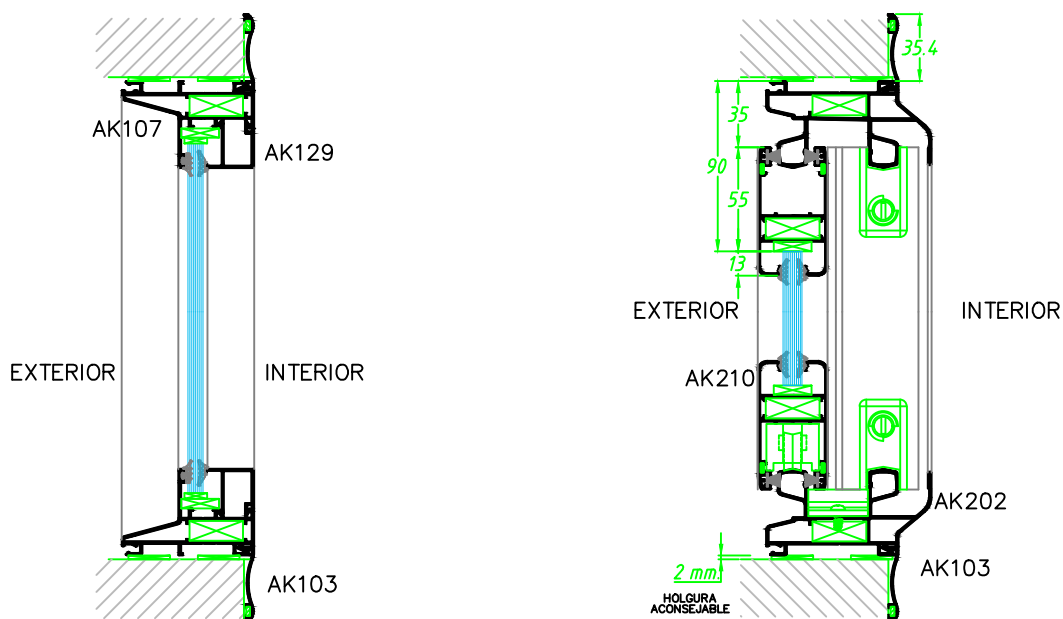 AK107
AK129
EXTERIOR
INTERIOR
AK103
35.4
35
90
55
13
EXTERIOR
INTERIOR
AK210
AK202
AK103
2 mm.
HOLGURA
ACONSEJABLE